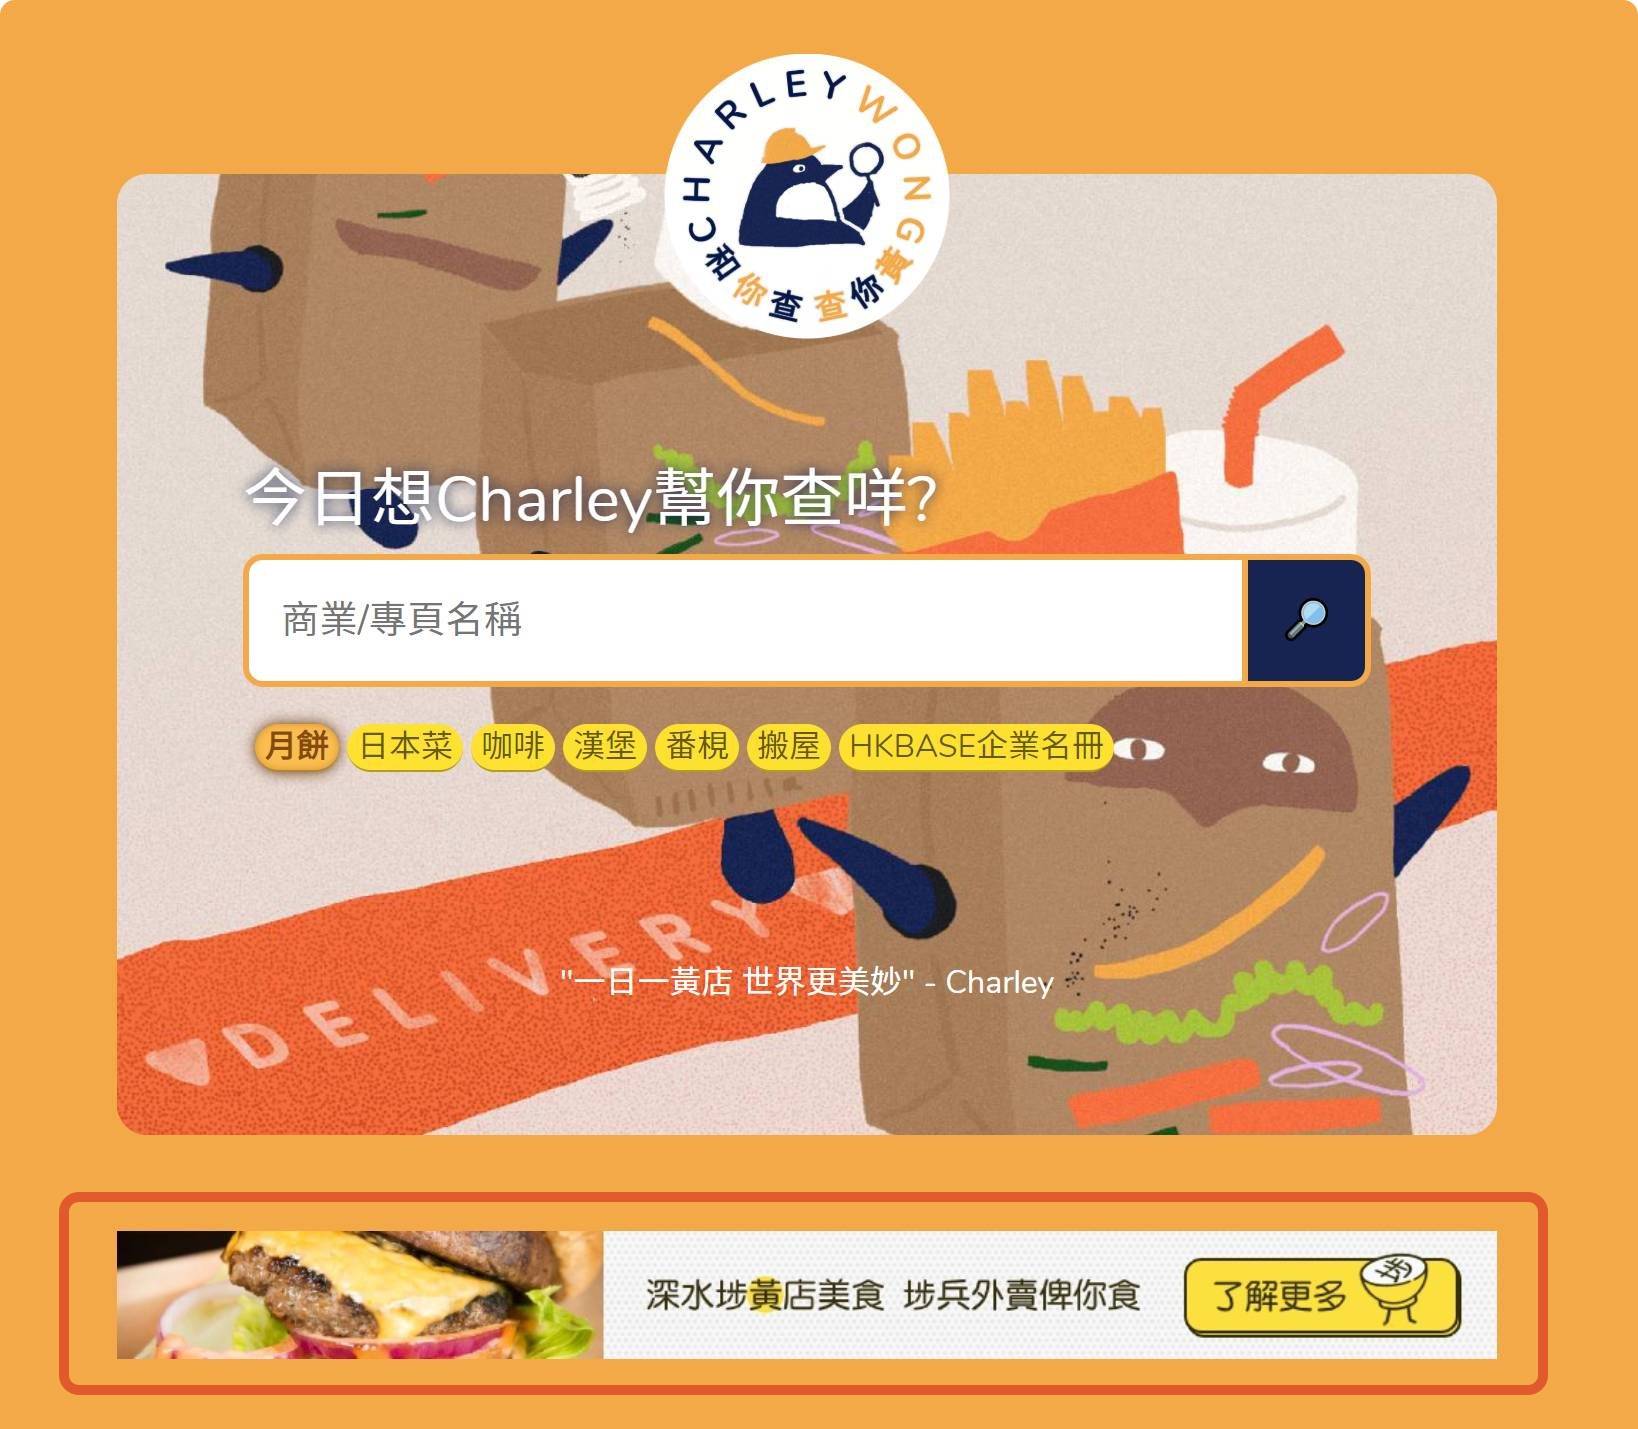 CHARLEY WONG
和你查 查你黃
今日想Charley幫你查咩?
商業/專頁名稱
月餅 日本菜 咖啡 漢堡 番梘 搬屋 HKBASE企業名冊
DELIVERY
"一日一黃店 世界更美妙" - Charley
深水埗黃店美食 埗兵外賣俾你食
了解更多